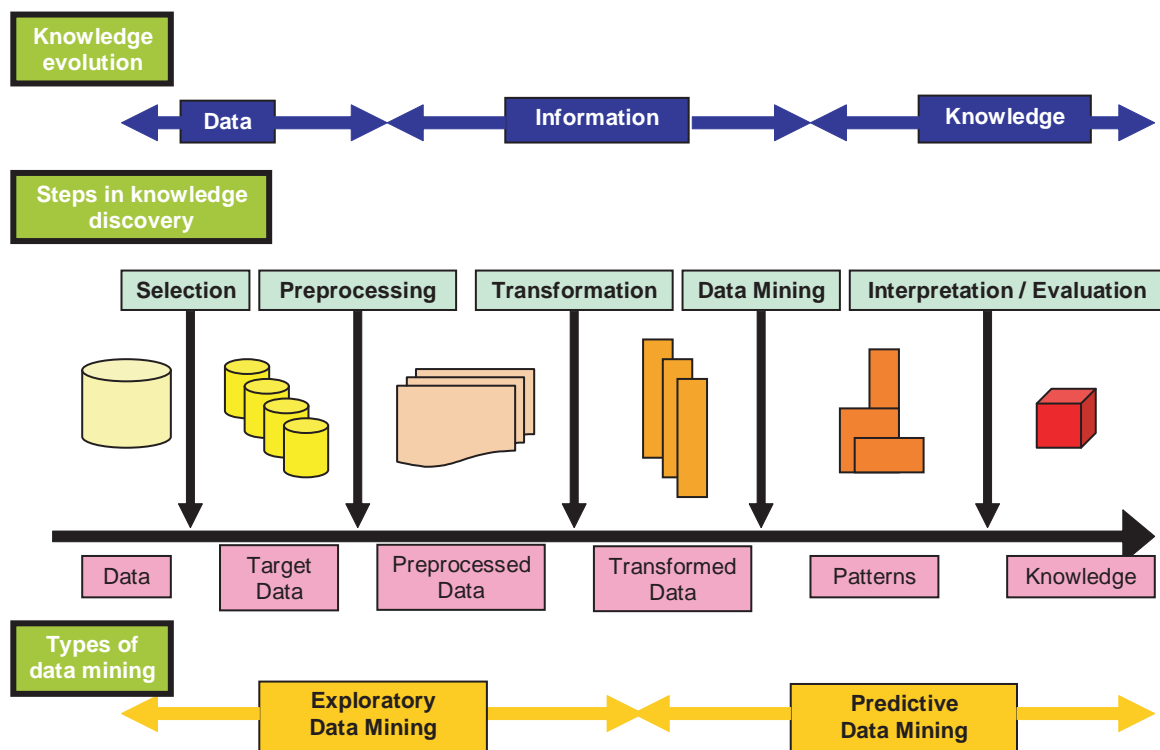 Knowledge
evolution
Data
Information
Knowledge
Steps in knowledge
discovery
Selection
Preprocessing
Transformation
Data Mining
Interpretation / Evaluation
Data
Target
Data
Preprocessed
Data
Transformed
Data
Patterns
Knowledge
Types of
data mining
Exploratory
Data Mining
Predictive
Data Mining